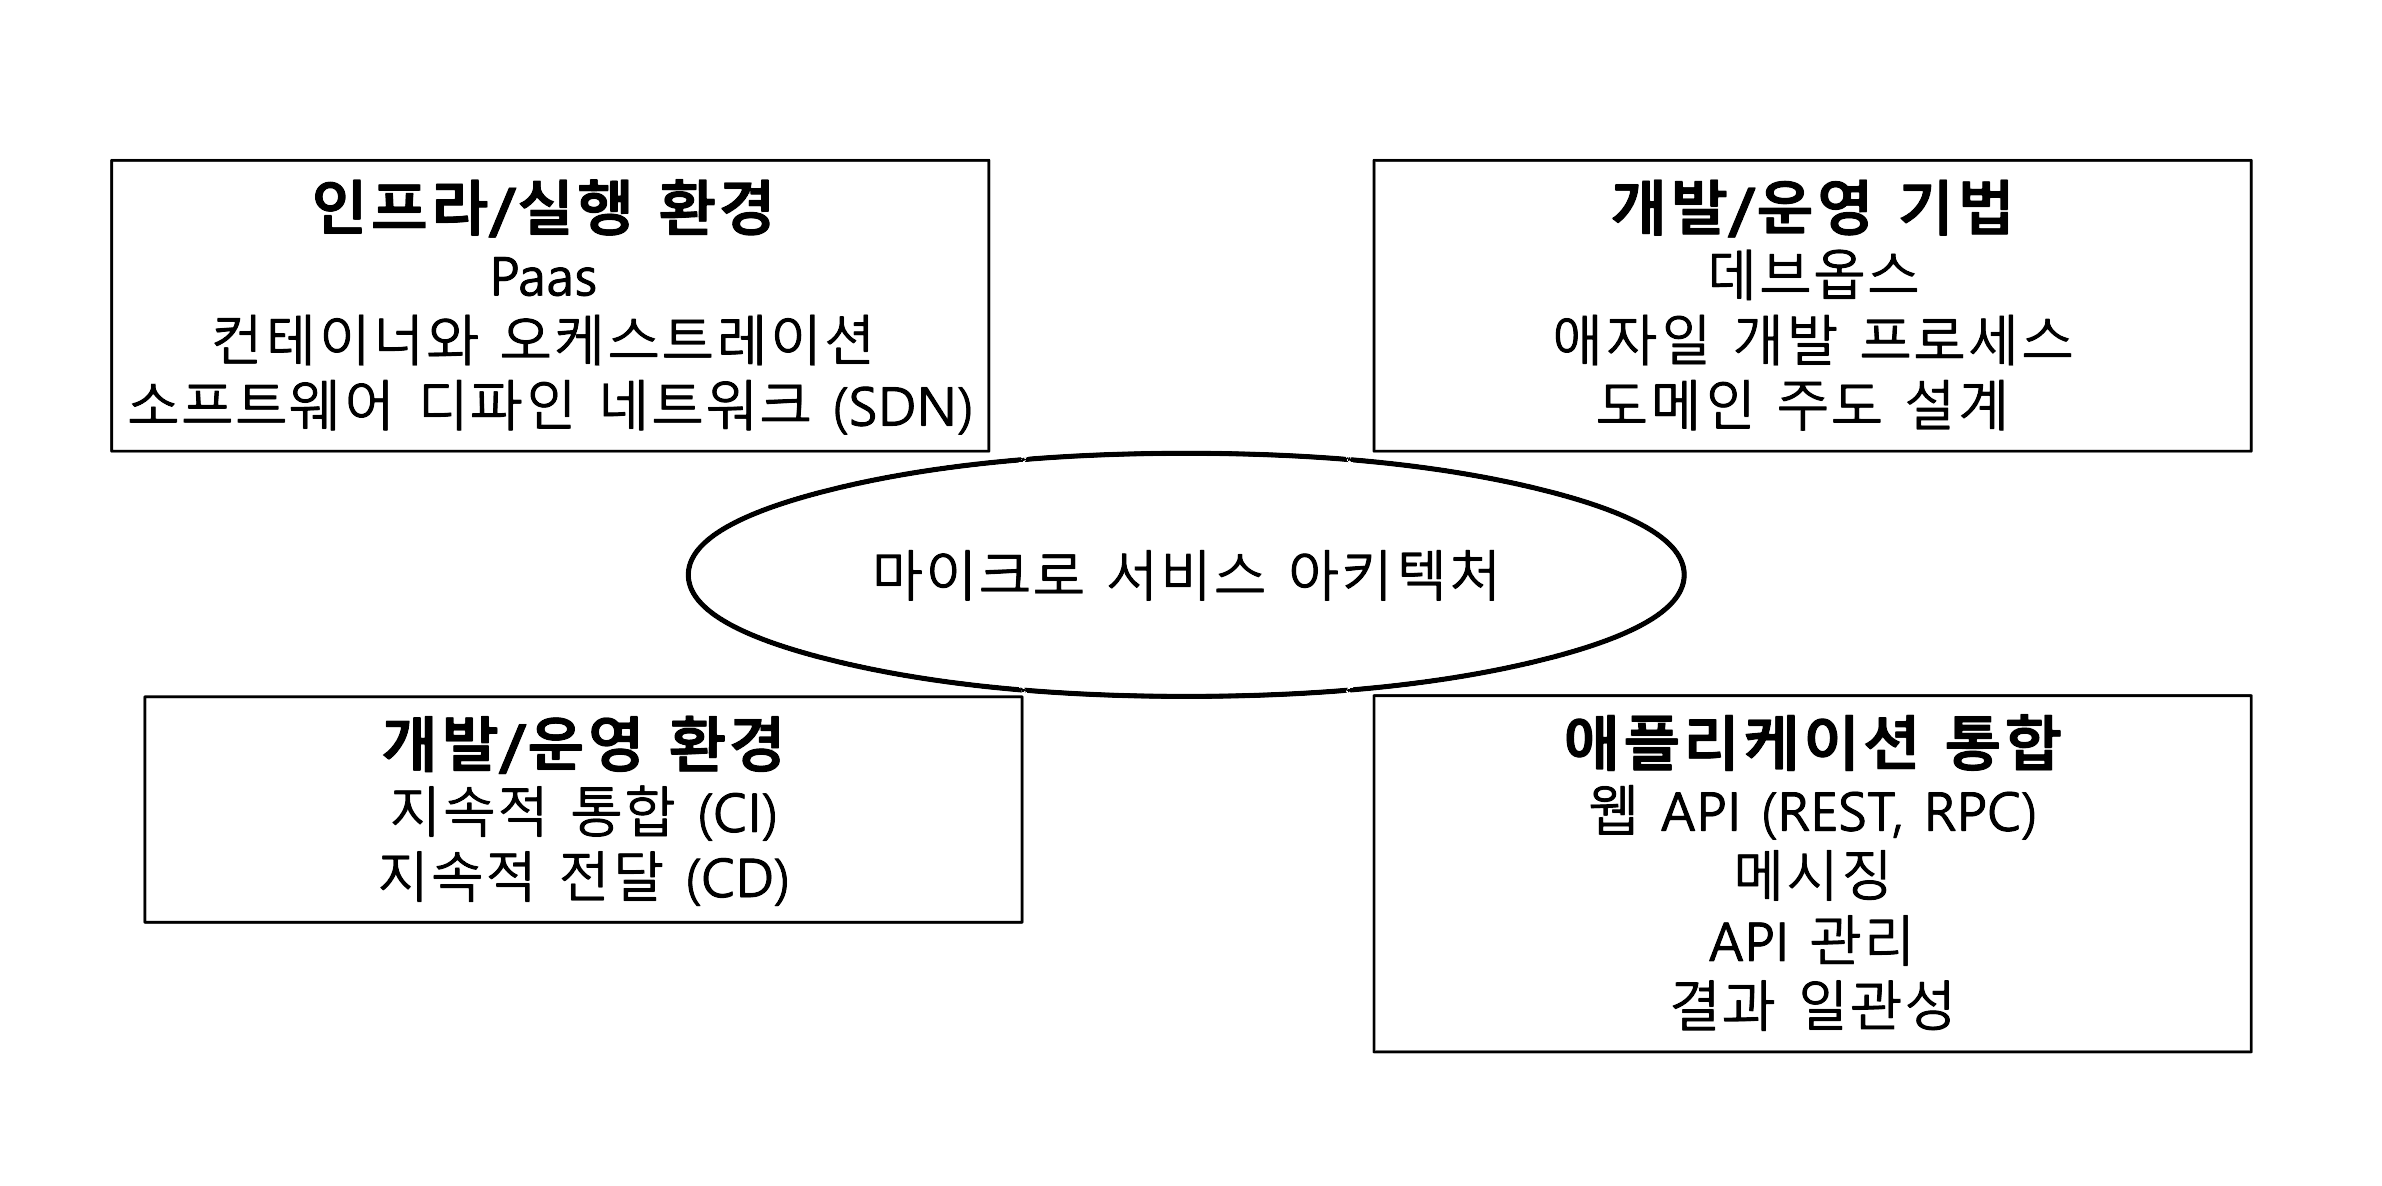 인프라/실행 환경
Paas
컨테이너와 오케스트레이션
소프트웨어 디파인 네트워크 (SDN)
개발/운영 기법
데브옵스
애자일 개발 프로세스
도메인 주도 설계
마이크로 서비스 아키텍처
개발/운영 환경
지속적 통합 (CI)
지속적 전달 (CD)
애플리케이션 통합
웹 API (REST, RPC)
메시징
API 관리
결과 일관성